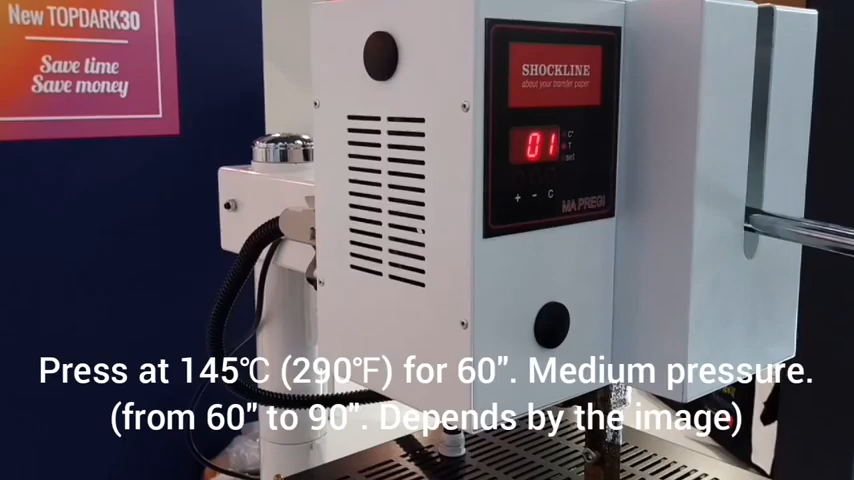 New TOPDARK30
Save time
Save money
SHOCKLINE
about your transfer paper
01
C°
T
set
+ - C
MA PREGI
Press at 145℃ (290℉) for 60". Medium pressure.
(from 60" to 90". Depends by the image)